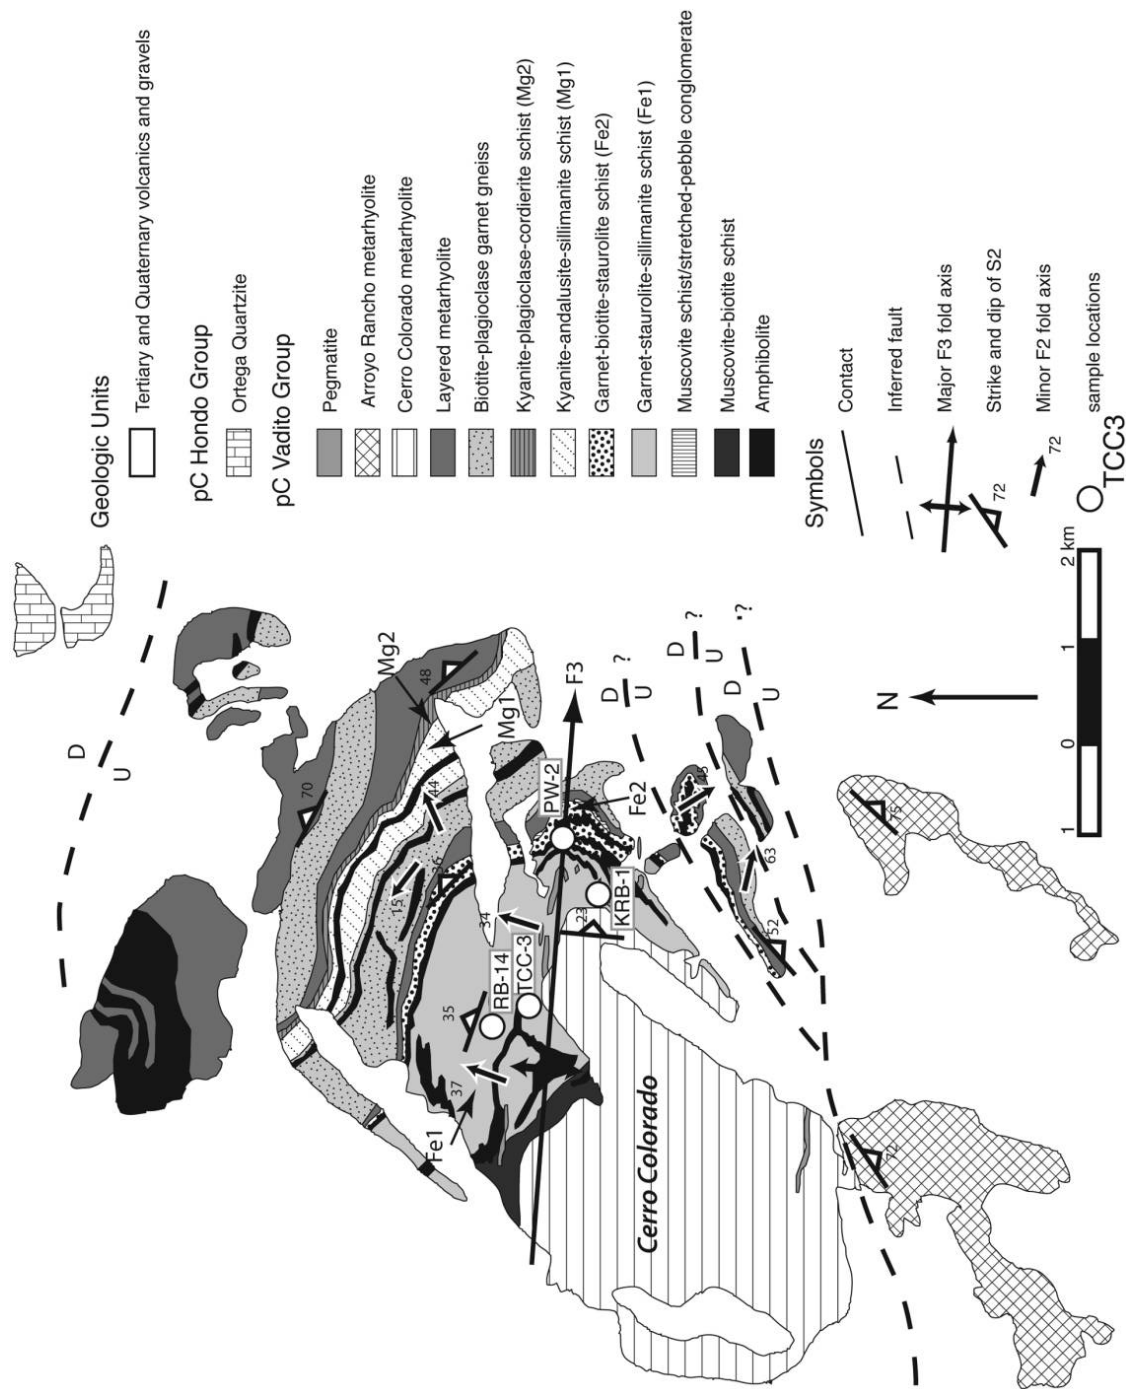 Geologic Units
Tertiary and Quaternary volcanics and gravels
pC Hondo Group
Ortega Quartzite
pC Vadito Group
Pegmatite
Arroyo Rancho metarhyolite
Cerro Colorado metarhyolite
Layered metarhyolite
Biotite-plagioclase garnet gneiss
Kyanite-plagioclase-cordierite schist (Mg2)
Kyanite-andalusite-sillimanite schist (Mg1)
Garnet-biotite-staurolite schist (Fe2)
Garnet-staurolite-sillimanite schist (Fe1)
Muscovite schist/stretched-pebble conglomerate
Muscovite-biotite schist
Amphibolite
Symbols
Contact
Inferred fault
Major F3 fold axis
72
Strike and dip of S2
72
Minor F2 fold axis
TCC3
sample locations
D
U
70
Mg2
48
Mg1
44
15
34
F3
PW-2
Fe2
KRB-1
23
RB-14
TCC-3
35
37
Fe1
D
U
?
D
U
?
D
U
?
45
63
52
Cerro Colorado
72
75
N
1
0
1
2 km